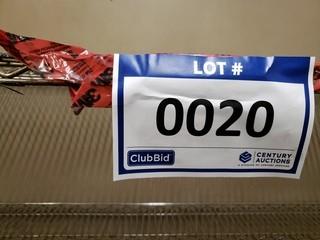 LOT #
0020
ClubBid
CENTURY
AUCTIONS